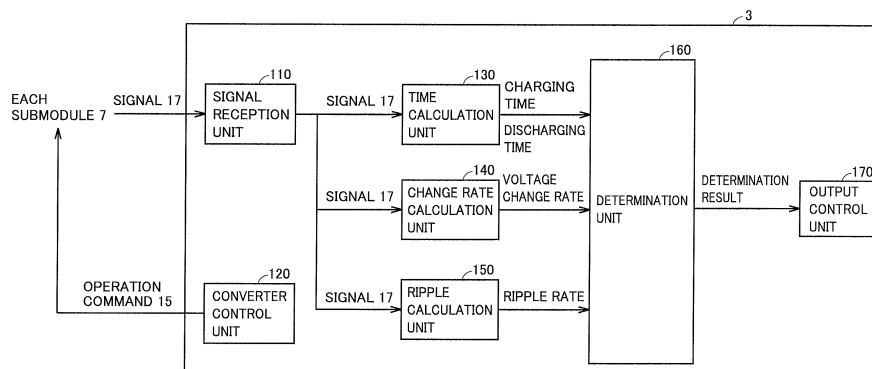 3
160
110
130
EACH
SUBMODULE 7
SIGNAL 17
SIGNAL
RECEPTION
UNIT
SIGNAL 17
TIME
CALCULATION
UNIT
CHARGING
TIME
DISCHARGING
TIME
140
SIGNAL 17
CHANGE RATE
CALCULATION
UNIT
VOLTAGE
CHANGE RATE
DETERMINATION
UNIT
DETERMINATION
RESULT
170
OUTPUT
CONTROL
UNIT
OPERATION
COMMAND 15
120
CONVERTER
CONTROL
UNIT
150
SIGNAL 17
RIPPLE
CALCULATION
UNIT
RIPPLE RATE